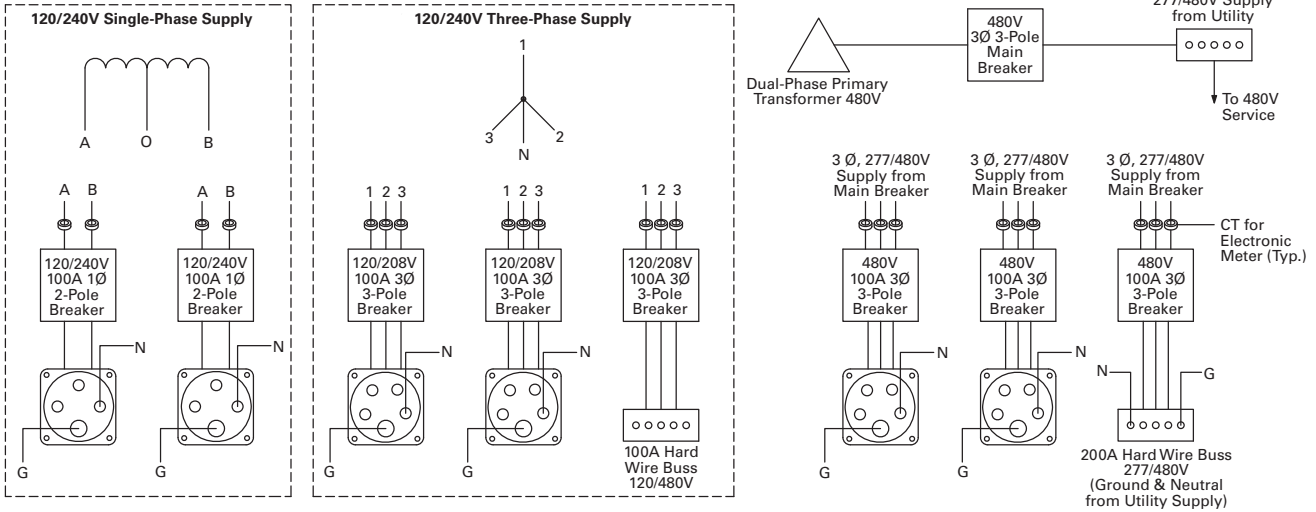 120/240V Single-Phase Supply
A O B
A B A B
120/240V
100A 1Ø
2-Pole
Breaker
120/240V
100A 1Ø
2-Pole
Breaker
N N
G G
120/240V Three-Phase Supply
1
3 2
N
1 2 3 1 2 3 1 2 3
120/208V
100A 3Ø
3-Pole
Breaker
120/208V
100A 3Ø
3-Pole
Breaker
120/208V
100A 3Ø
3-Pole
Breaker
N N
G G
100A Hard
Wire Buss
120/480V
Dual-Phase Primary
Transformer 480V
480V
3Ø 3-Pole
Main
Breaker
277/480V Supply
from Utility
To 480V
Service
3 Ø, 277/480V
Supply from
Main Breaker
3 Ø, 277/480V
Supply from
Main Breaker
3 Ø, 277/480V
Supply from
Main Breaker
CT for
Electronic
Meter (Typ.)
480V
100A 3Ø
3-Pole
Breaker
480V
100A 3Ø
3-Pole
Breaker
480V
100A 3Ø
3-Pole
Breaker
N N N G
G G
200A Hard Wire Buss
277/480V
(Ground & Neutral
from Utility Supply)